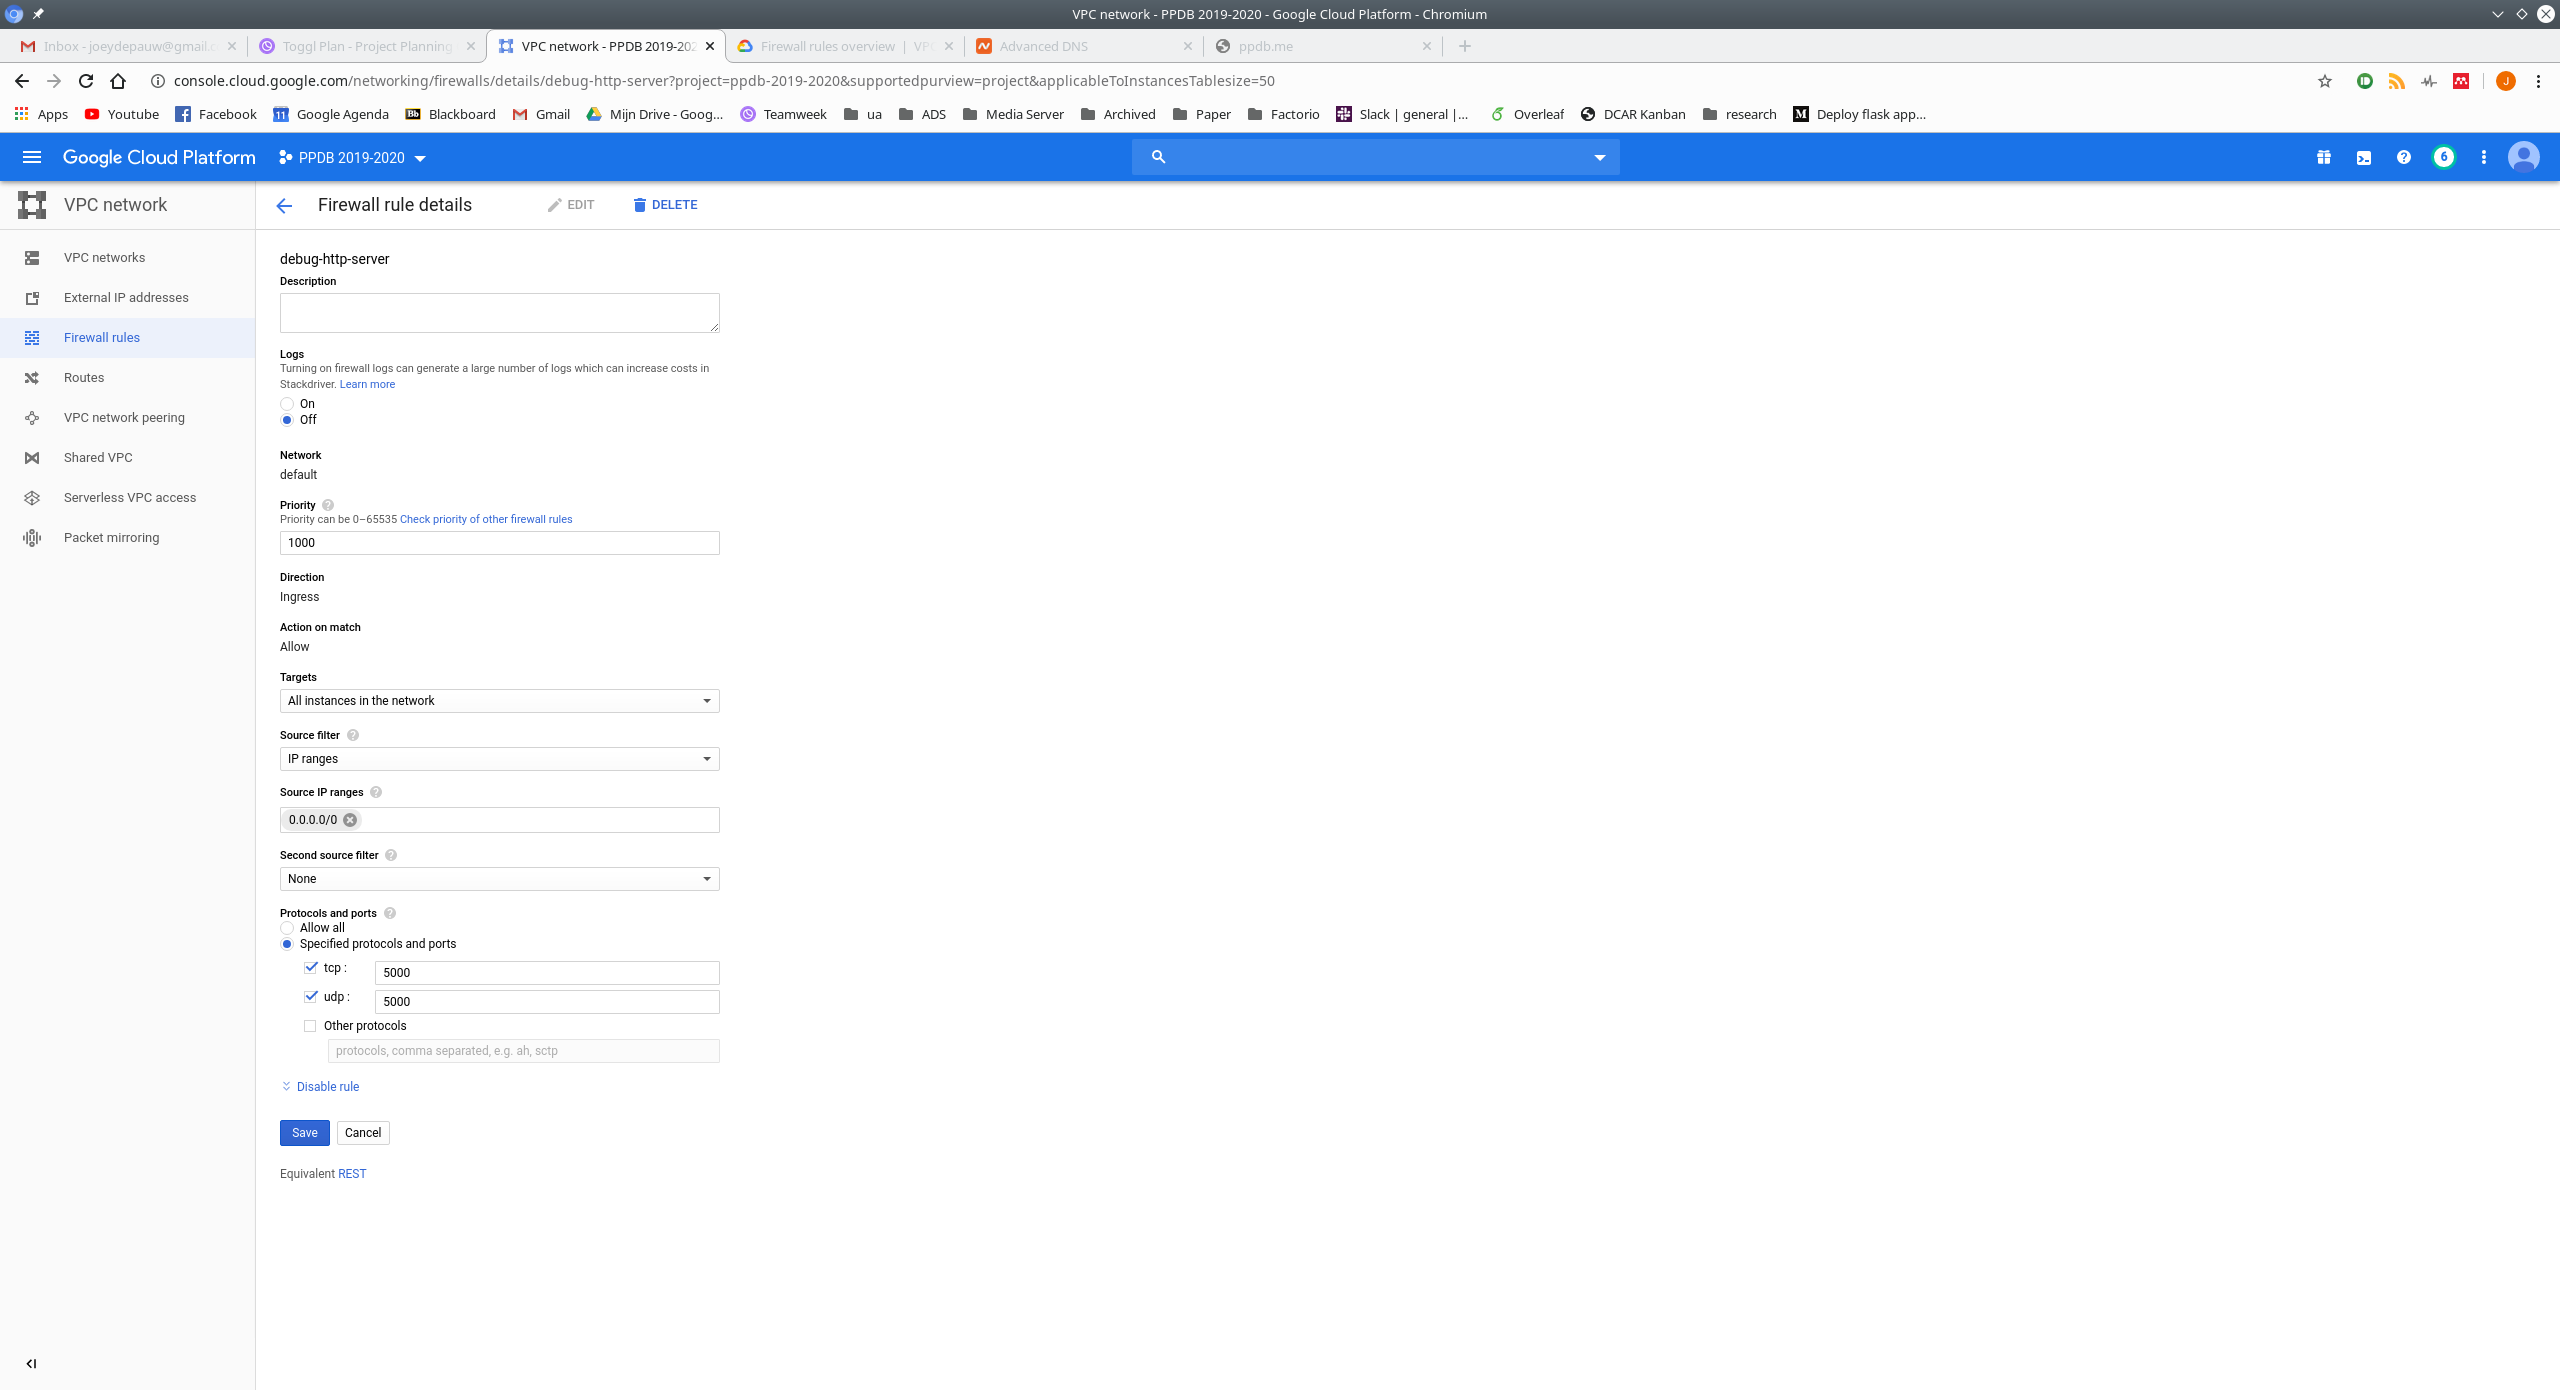 VPC network - PPDB 2019-2020 - Google Cloud Platform - Chromium
Inbox - joeydepauw@gmail.c
Toggl Plan - Project Planning
VPC network - PPDB 2019-202
Firewall rules overview | VPC
Advanced DNS
ppdb.me
console.cloud.google.com/networking/firewalls/details/debug-http-server?project=ppdb-2019-2020&supportedpurview=project&applicableToInstancesTablesize=50
Apps Youtube Facebook Google Agenda Blackboard Gmail Mijn Drive - Goog... Teamweek ua ADS Media Server Archived Paper Factorio Slack | general |... Overleaf DCAR Kanban research Deploy flask app...
Google Cloud Platform PPDB 2019-2020 6
VPC network
VPC networks
External IP addresses
Firewall rules
Routes
VPC network peering
Shared VPC
Serverless VPC access
Packet mirroring
Firewall rule details EDIT DELETE
debug-http-server
Description
Logs
Turning on firewall logs can generate a large number of logs which can increase costs in
Stackdriver. Learn more
On
Off
Network
default
Priority
Priority can be 0–65535 Check priority of other firewall rules
1000
Direction
Ingress
Action on match
Allow
Targets
All instances in the network
Source filter
IP ranges
Source IP ranges
0.0.0.0/0
Second source filter
None
Protocols and ports
Allow all
Specified protocols and ports
tcp : 5000
udp : 5000
Other protocols
protocols, comma separated, e.g. ah, sctp
Disable rule
Save Cancel
Equivalent REST